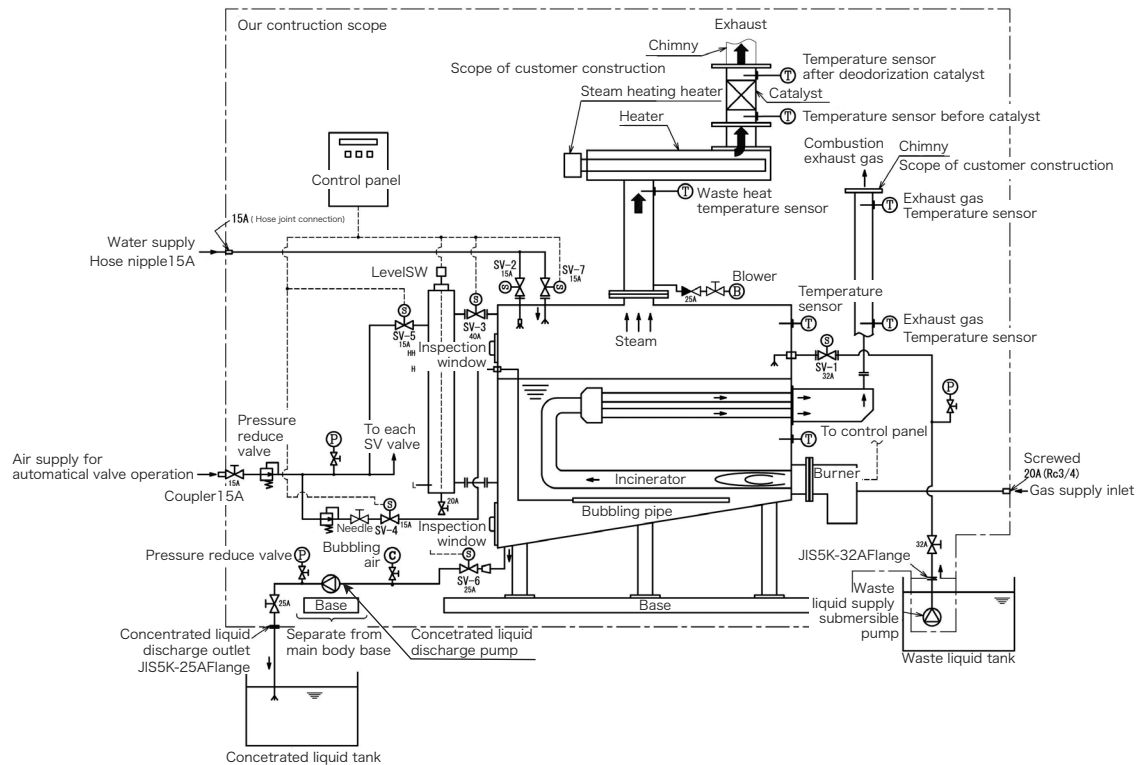 Our contruction scope
Exhaust
Chimny
Scope of customer construction
Temperature sensor
after deodorization catalyst
T
Steam heating heater
Catalyst
Heater
Temperature sensor before catalyst
T
Combustion
exhaust gas
Chimny
Scope of customer construction
Control panel
T
Waste heat
temperature sensor
T
Exhaust gas
Temperature sensor
15A ( Hose joint connection)
Water supply
Hose nipple15A
LevelSW
SV-2
15A
SV-7
15A
S
S
Blower
25A
B
Temperature
sensor
T
S
S
SV-5
15A
SV-3
40A
HH
H
Inspection
window
Steam
T
Exhaust gas
Temperature sensor
S
SV-1
32A
P
Pressure
reduce
valve
P
To each
SV valve
T
To control panel
Air supply for
automatical valve operation
15A
Coupler15A
L
20A
Incinerator
Burner
Screwed
20A(Rc3/4)
Gas supply inlet
Bubbling pipe
S
Needle
SV-4
15A
Inspection
window
32A
Pressure reduce valve
P
Bubbling
air
C
S
SV-6
25A
JIS5K-32AFlange
25A
Base
Base
Waste
liquid supply
submersible
pump
Concentrated liquid
discharge outlet
JIS5K-25AFlange
Separate from
main body base
Concetrated liquid
discharge pump
Waste liquid tank
Concetrated liquid tank